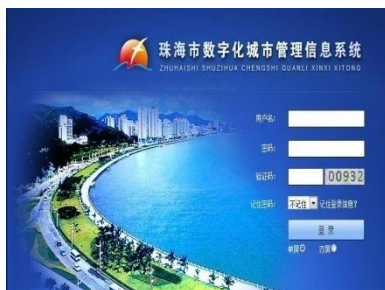 珠海市数字化城市管理信息系统
ZHUHAISHI SHUZIHUA CHENGSHI GUANLI XINXI XITONG
用户名:
密码:
验证码: 00932
记住密码: 不记住 记住登录信息?
登录